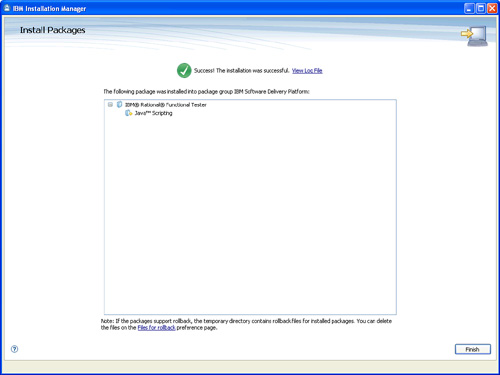 IBM Installation Manager
Install Packages
Success! The installation was successful. View Log File
The following package was installed into package group IBM Software Delivery Platform:
IBM® Rational® Functional Tester
Java™ Scripting
Note: If the packages support rollback, the temporary directory contains rollback files for installed packages. You can delete
the files on the Files for rollback preference page.
Finish